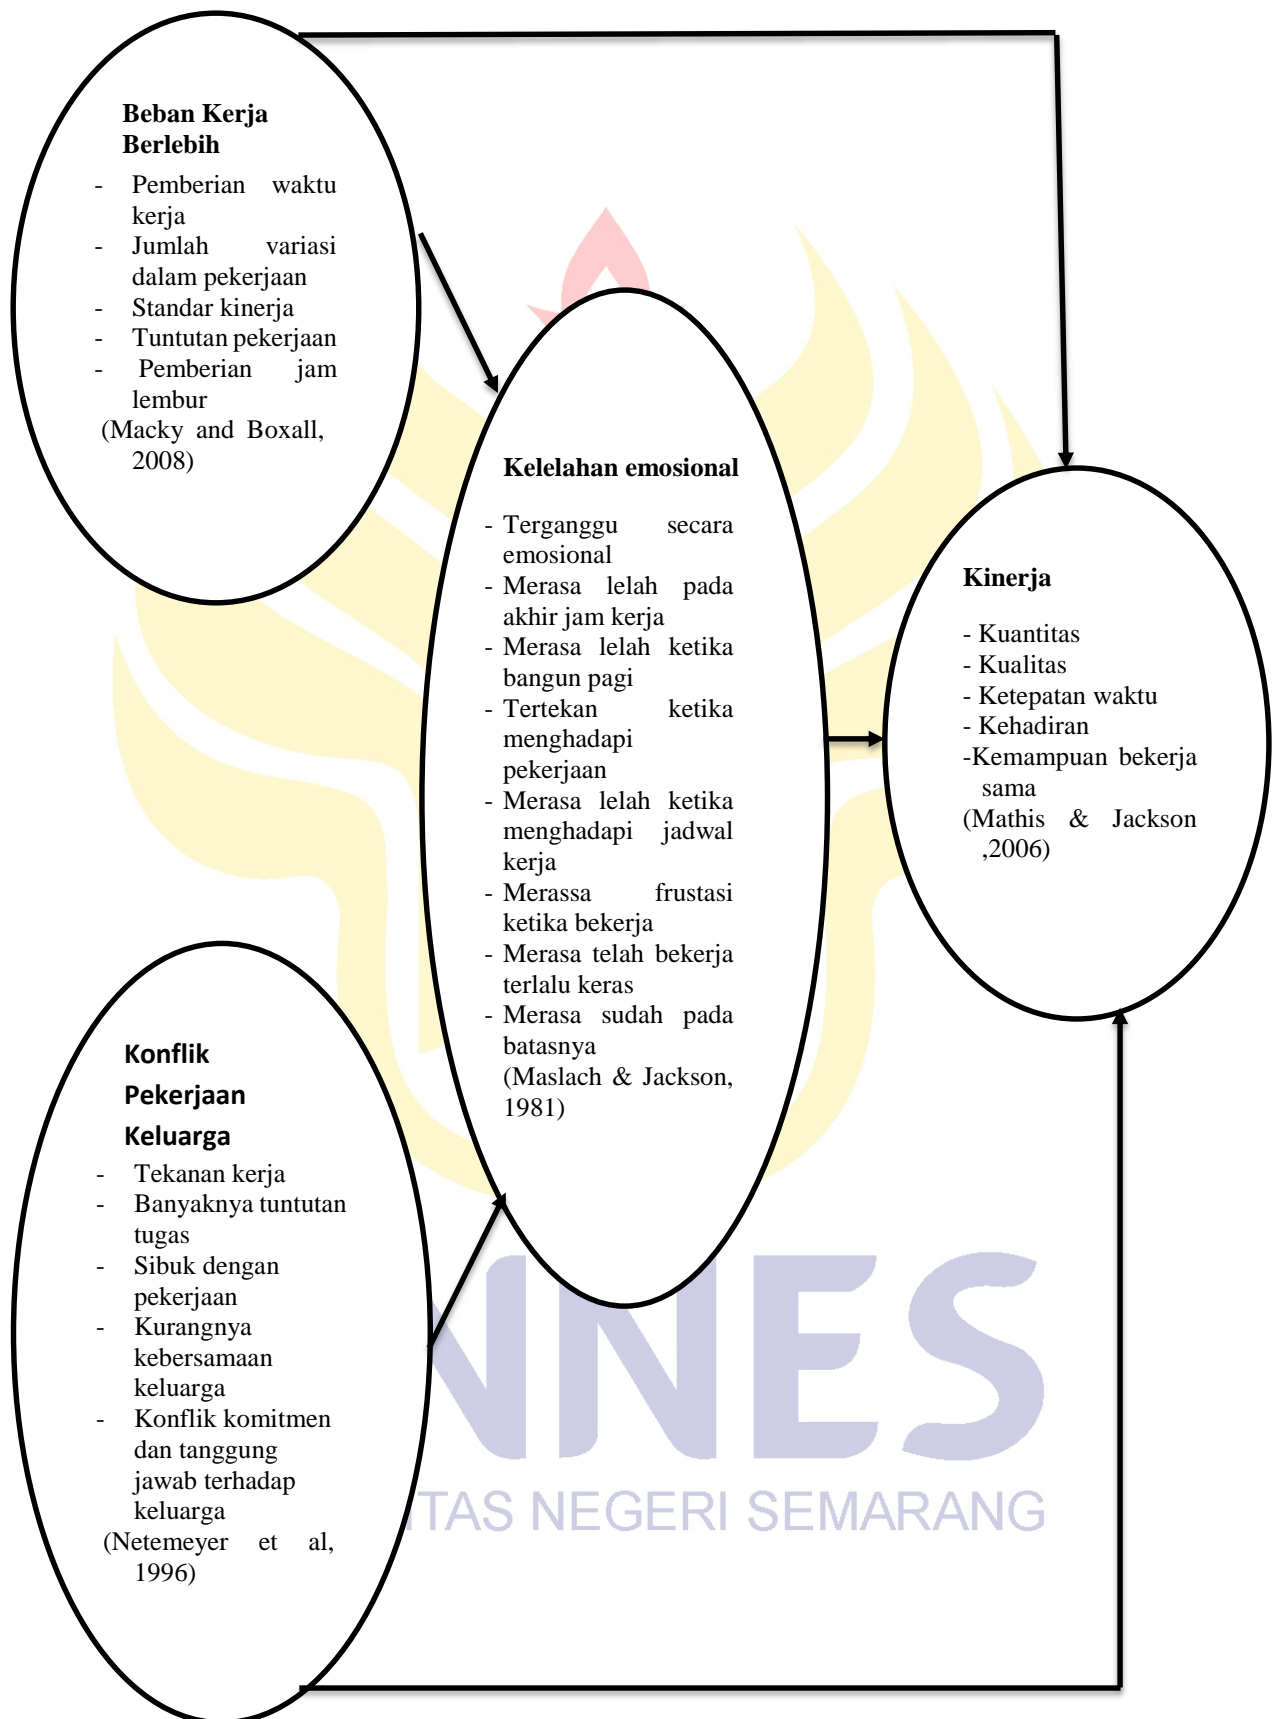 Beban Kerja
Berlebih
- Pemberian waktu
kerja
- Jumlah variasi
dalam pekerjaan
- Standar kinerja
- Tuntutan pekerjaan
- Pemberian jam
lembur
(Macky and Boxall,
2008)
Kelelahan emosional
- Terganggu secara
emosional
- Merasa lelah pada
akhir jam kerja
- Merasa lelah ketika
bangun pagi
- Tertekan ketika
menghadapi
pekerjaan
- Merasa lelah ketika
menghadapi jadwal
kerja
- Merassa frustasi
ketika bekerja
- Merasa telah bekerja
terlalu keras
- Merasa sudah pada
batasnya
(Maslach & Jackson,
1981)
Kinerja
- Kuantitas
- Kualitas
- Ketepatan waktu
- Kehadiran
-Kemampuan bekerja
sama
(Mathis & Jackson
,2006)
Konflik
Pekerjaan
Keluarga
- Tekanan kerja
- Banyaknya tuntutan
tugas
- Sibuk dengan
pekerjaan
- Kurangnya
kebersamaan
keluarga
- Konflik komitmen
dan tanggung
jawab terhadap
keluarga
(Netemeyer et al,
1996)
NNES
TAS NEGERI SEMARANG